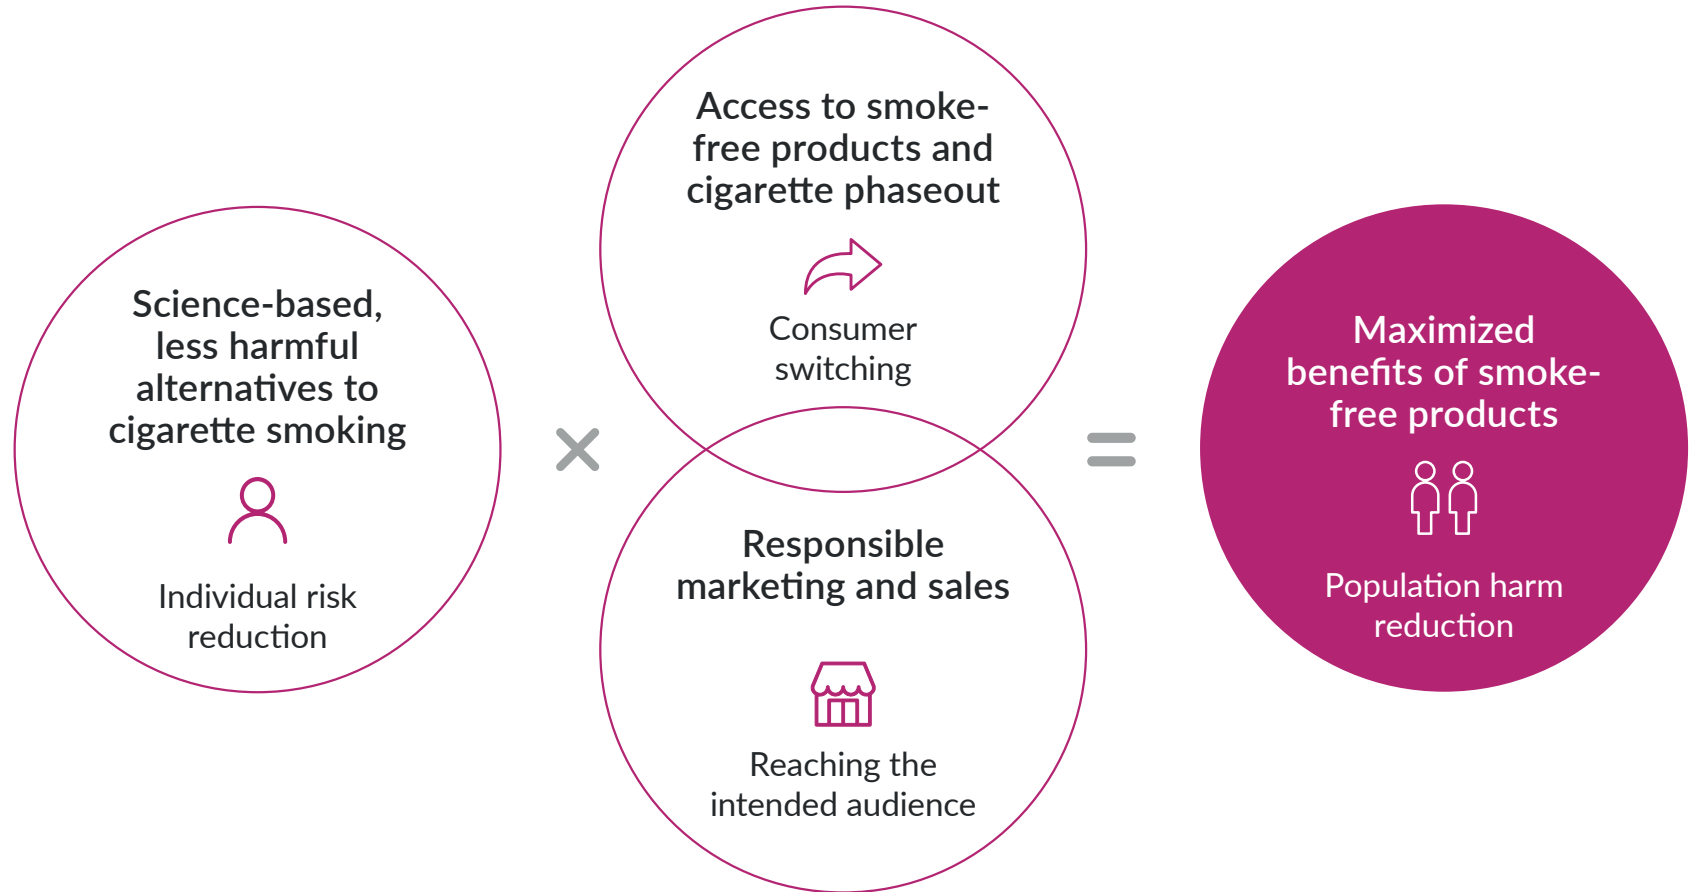 Science-based,
less harmful
alternatives to
cigarette smoking
Individual risk
reduction
×
Access to smoke-
free products and
cigarette phaseout
Consumer
switching
Responsible
marketing and sales
Reaching the
intended audience
=
Maximized
benefits of smoke-
free products
Population harm
reduction